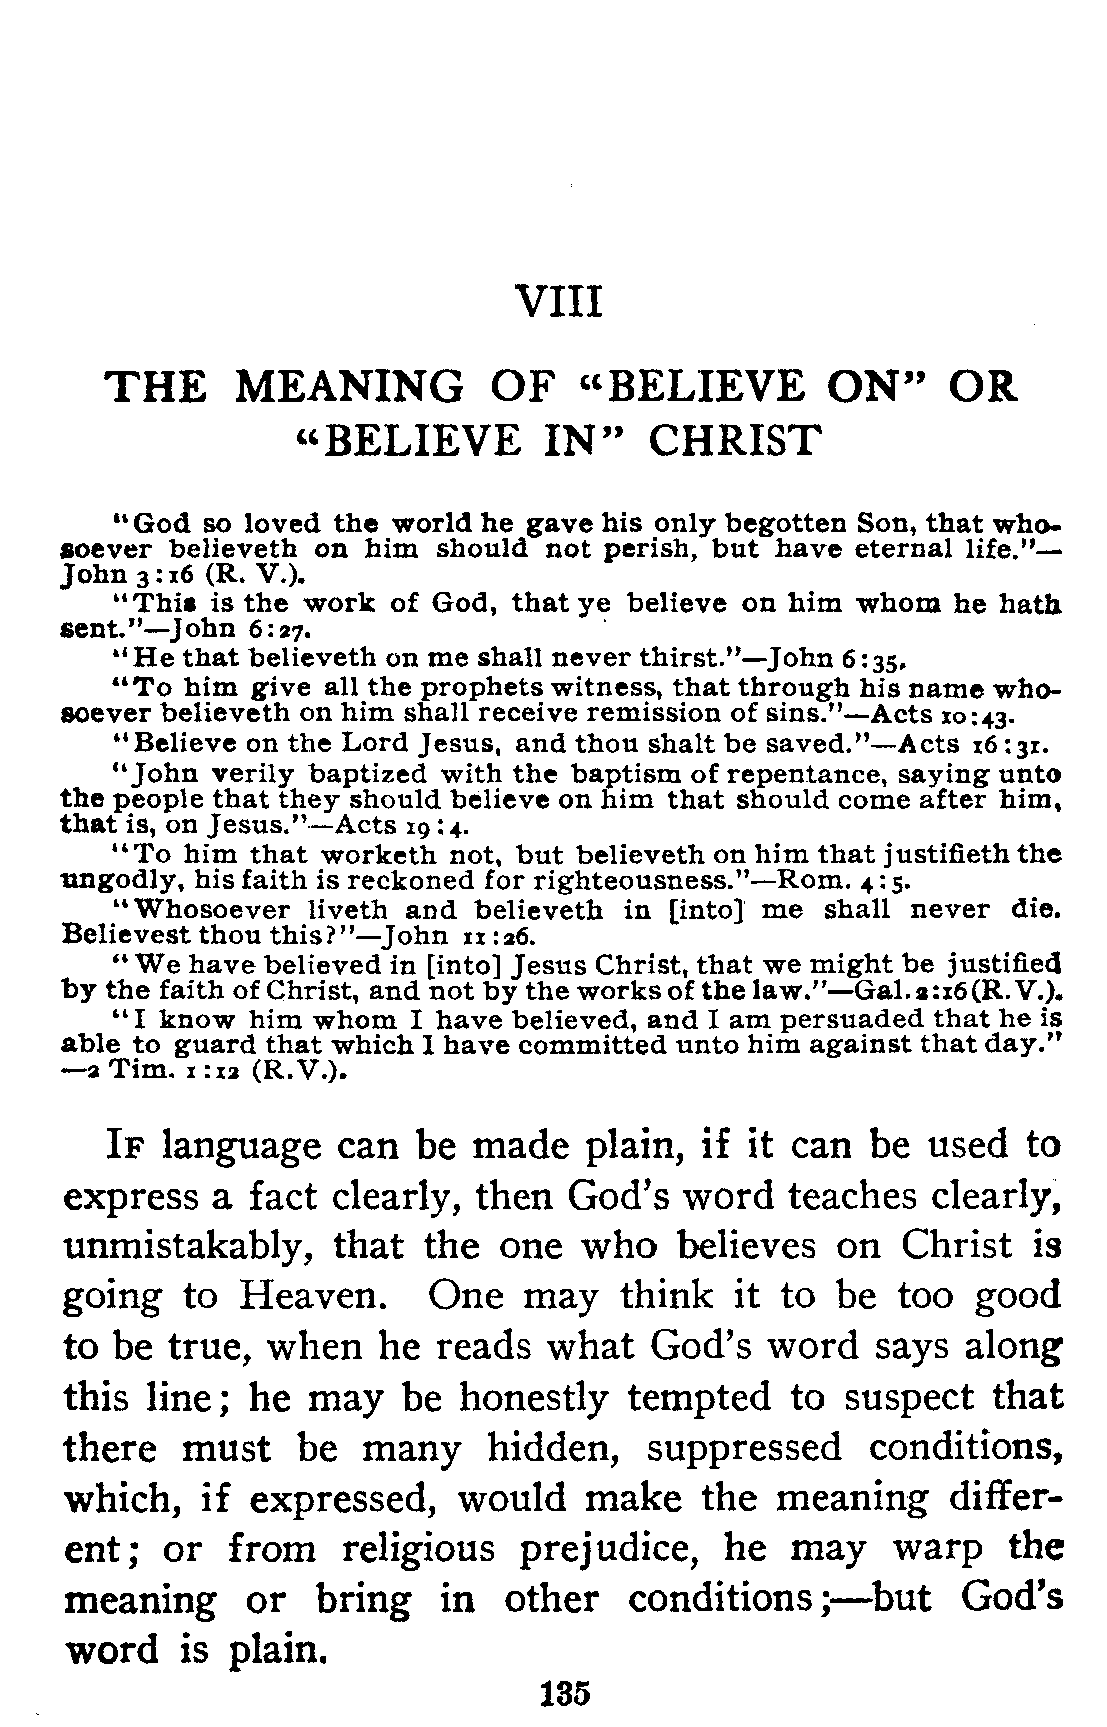 VIII
THE MEANING OF “BELIEVE ON” OR
“BELIEVE IN” CHRIST
“God so loved the world he gave his only begotten Son, that who-
soever believeth on him should not perish, but have eternal life.”—
John 3:16 (R. V.).
“This is the work of God, that ye believe on him whom he hath
sent.”—John 6:27.
“He that believeth on me shall never thirst.”—John 6:35.
“To him give all the prophets witness, that through his name who-
soever believeth on him shall receive remission of sins.”—Acts 10:43.
“Believe on the Lord Jesus, and thou shalt be saved.”—Acts 16:31.
“John verily baptized with the baptism of repentance, saying unto
the people that they should believe on him that should come after him,
that is, on Jesus.”—Acts 19:4.
“To him that worketh not, but believeth on him that justifieth the
ungodly, his faith is reckoned for righteousness.”—Rom. 4:5.
“Whosoever liveth and believeth in [into] me shall never die.
Believest thou this?”—John 11:26.
“We have believed in [into] Jesus Christ, that we might be justified
by the faith of Christ, and not by the works of the law.”—Gal. 2:16 (R. V.).
“I know him whom I have believed, and I am persuaded that he is
able to guard that which I have committed unto him against that day.”
—2 Tim. 1:12 (R. V.).
IF language can be made plain, if it can be used to
express a fact clearly, then God’s word teaches clearly,
unmistakably, that the one who believes on Christ is
going to Heaven. One may think it to be too good
to be true, when he reads what God’s word says along
this line; he may be honestly tempted to suspect that
there must be many hidden, suppressed conditions,
which, if expressed, would make the meaning differ-
ent; or from religious prejudice, he may warp the
meaning or bring in other conditions;—but God’s
word is plain.
135